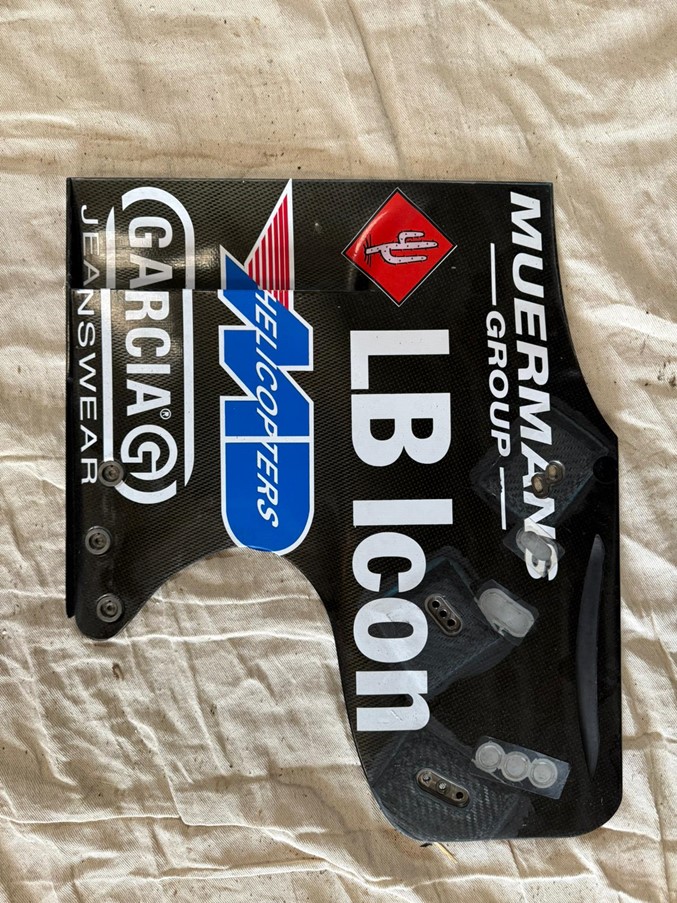 MUERMANS
GROUP
LB Icon
HELICOPTERS
GARCIA® G
JEANSWEAR